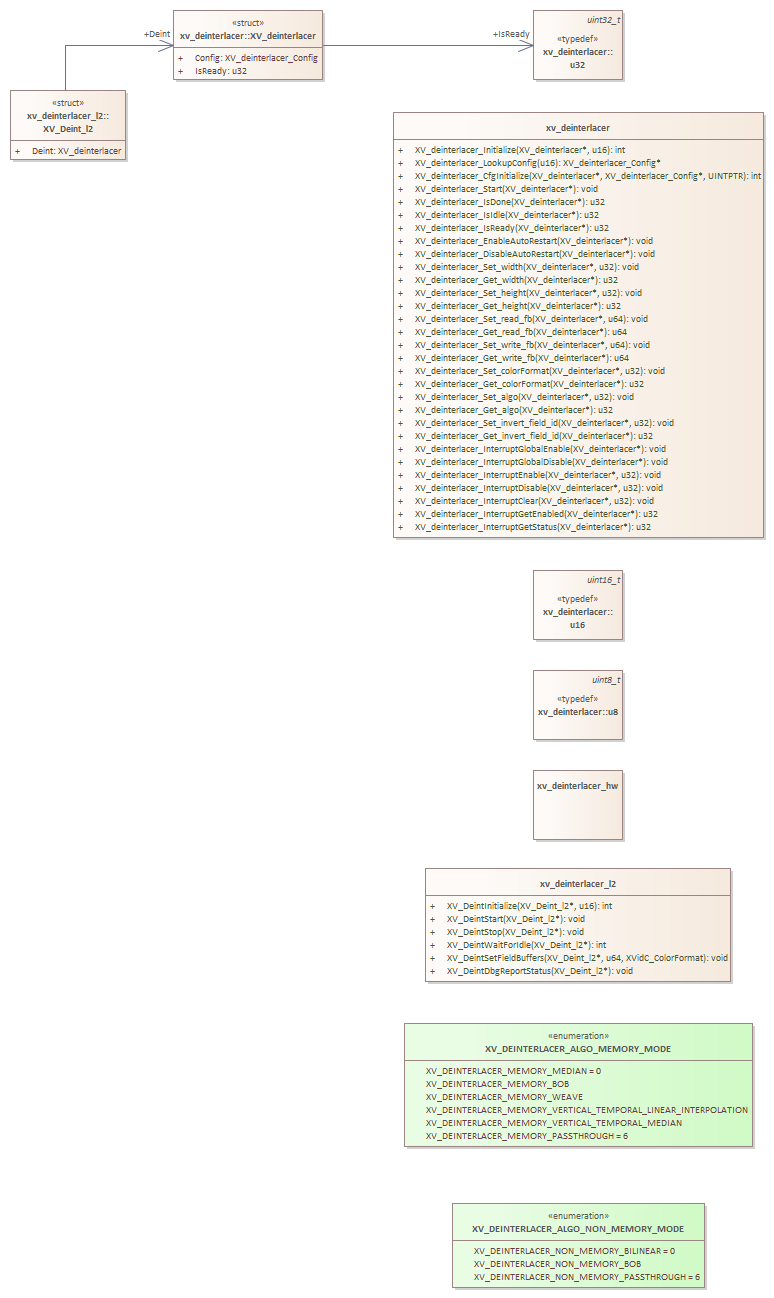 +Deint
«struct»
xv_deinterlacer::XV_deinterlacer
+ Config: XV_deinterlacer_Config
+ IsReady: u32
+IsReady
uint32_t
«typedef»
xv_deinterlacer::
u32
«struct»
xv_deinterlacer_l2::
XV_Deint_l2
+ Deint: XV_deinterlacer
xv_deinterlacer
+ XV_deinterlacer_Initialize(XV_deinterlacer*, u16): int
+ XV_deinterlacer_LookupConfig(u16): XV_deinterlacer_Config*
+ XV_deinterlacer_CfgInitialize(XV_deinterlacer*, XV_deinterlacer_Config*, UINTPTR): int
+ XV_deinterlacer_Start(XV_deinterlacer*): void
+ XV_deinterlacer_IsDone(XV_deinterlacer*): u32
+ XV_deinterlacer_IsIdle(XV_deinterlacer*): u32
+ XV_deinterlacer_IsReady(XV_deinterlacer*): u32
+ XV_deinterlacer_EnableAutoRestart(XV_deinterlacer*): void
+ XV_deinterlacer_DisableAutoRestart(XV_deinterlacer*): void
+ XV_deinterlacer_Set_width(XV_deinterlacer*, u32): void
+ XV_deinterlacer_Get_width(XV_deinterlacer*): u32
+ XV_deinterlacer_Set_height(XV_deinterlacer*, u32): void
+ XV_deinterlacer_Get_height(XV_deinterlacer*): u32
+ XV_deinterlacer_Set_read_fb(XV_deinterlacer*, u64): void
+ XV_deinterlacer_Get_read_fb(XV_deinterlacer*): u64
+ XV_deinterlacer_Set_write_fb(XV_deinterlacer*, u64): void
+ XV_deinterlacer_Get_write_fb(XV_deinterlacer*): u64
+ XV_deinterlacer_Set_colorFormat(XV_deinterlacer*, u32): void
+ XV_deinterlacer_Get_colorFormat(XV_deinterlacer*): u32
+ XV_deinterlacer_Set_algo(XV_deinterlacer*, u32): void
+ XV_deinterlacer_Get_algo(XV_deinterlacer*): u32
+ XV_deinterlacer_Set_invert_field_id(XV_deinterlacer*, u32): void
+ XV_deinterlacer_Get_invert_field_id(XV_deinterlacer*): u32
+ XV_deinterlacer_InterruptGlobalEnable(XV_deinterlacer*): void
+ XV_deinterlacer_InterruptGlobalDisable(XV_deinterlacer*): void
+ XV_deinterlacer_InterruptEnable(XV_deinterlacer*, u32): void
+ XV_deinterlacer_InterruptDisable(XV_deinterlacer*, u32): void
+ XV_deinterlacer_InterruptClear(XV_deinterlacer*, u32): void
+ XV_deinterlacer_InterruptGetEnabled(XV_deinterlacer*): u32
+ XV_deinterlacer_InterruptGetStatus(XV_deinterlacer*): u32
uint16_t
«typedef»
xv_deinterlacer::
u16
uint8_t
«typedef»
xv_deinterlacer::u8
xv_deinterlacer_hw
xv_deinterlacer_l2
+ XV_DeintInitialize(XV_Deint_l2*, u16): int
+ XV_DeintStart(XV_Deint_l2*): void
+ XV_DeintStop(XV_Deint_l2*): void
+ XV_DeintWaitForIdle(XV_Deint_l2*): int
+ XV_DeintSetFieldBuffers(XV_Deint_l2*, u64, XVidC_ColorFormat): void
+ XV_DeintDbgReportStatus(XV_Deint_l2*): void
«enumeration»
XV_DEINTERLACER_ALGO_MEMORY_MODE
XV_DEINTERLACER_MEMORY_MEDIAN = 0
XV_DEINTERLACER_MEMORY_BOB
XV_DEINTERLACER_MEMORY_WEAVE
XV_DEINTERLACER_MEMORY_VERTICAL_TEMPORAL_LINEAR_INTERPOLATION
XV_DEINTERLACER_MEMORY_VERTICAL_TEMPORAL_MEDIAN
XV_DEINTERLACER_MEMORY_PASSTHROUGH = 6
«enumeration»
XV_DEINTERLACER_ALGO_NON_MEMORY_MODE
XV_DEINTERLACER_NON_MEMORY_BILINEAR = 0
XV_DEINTERLACER_NON_MEMORY_BOB
XV_DEINTERLACER_NON_MEMORY_PASSTHROUGH = 6